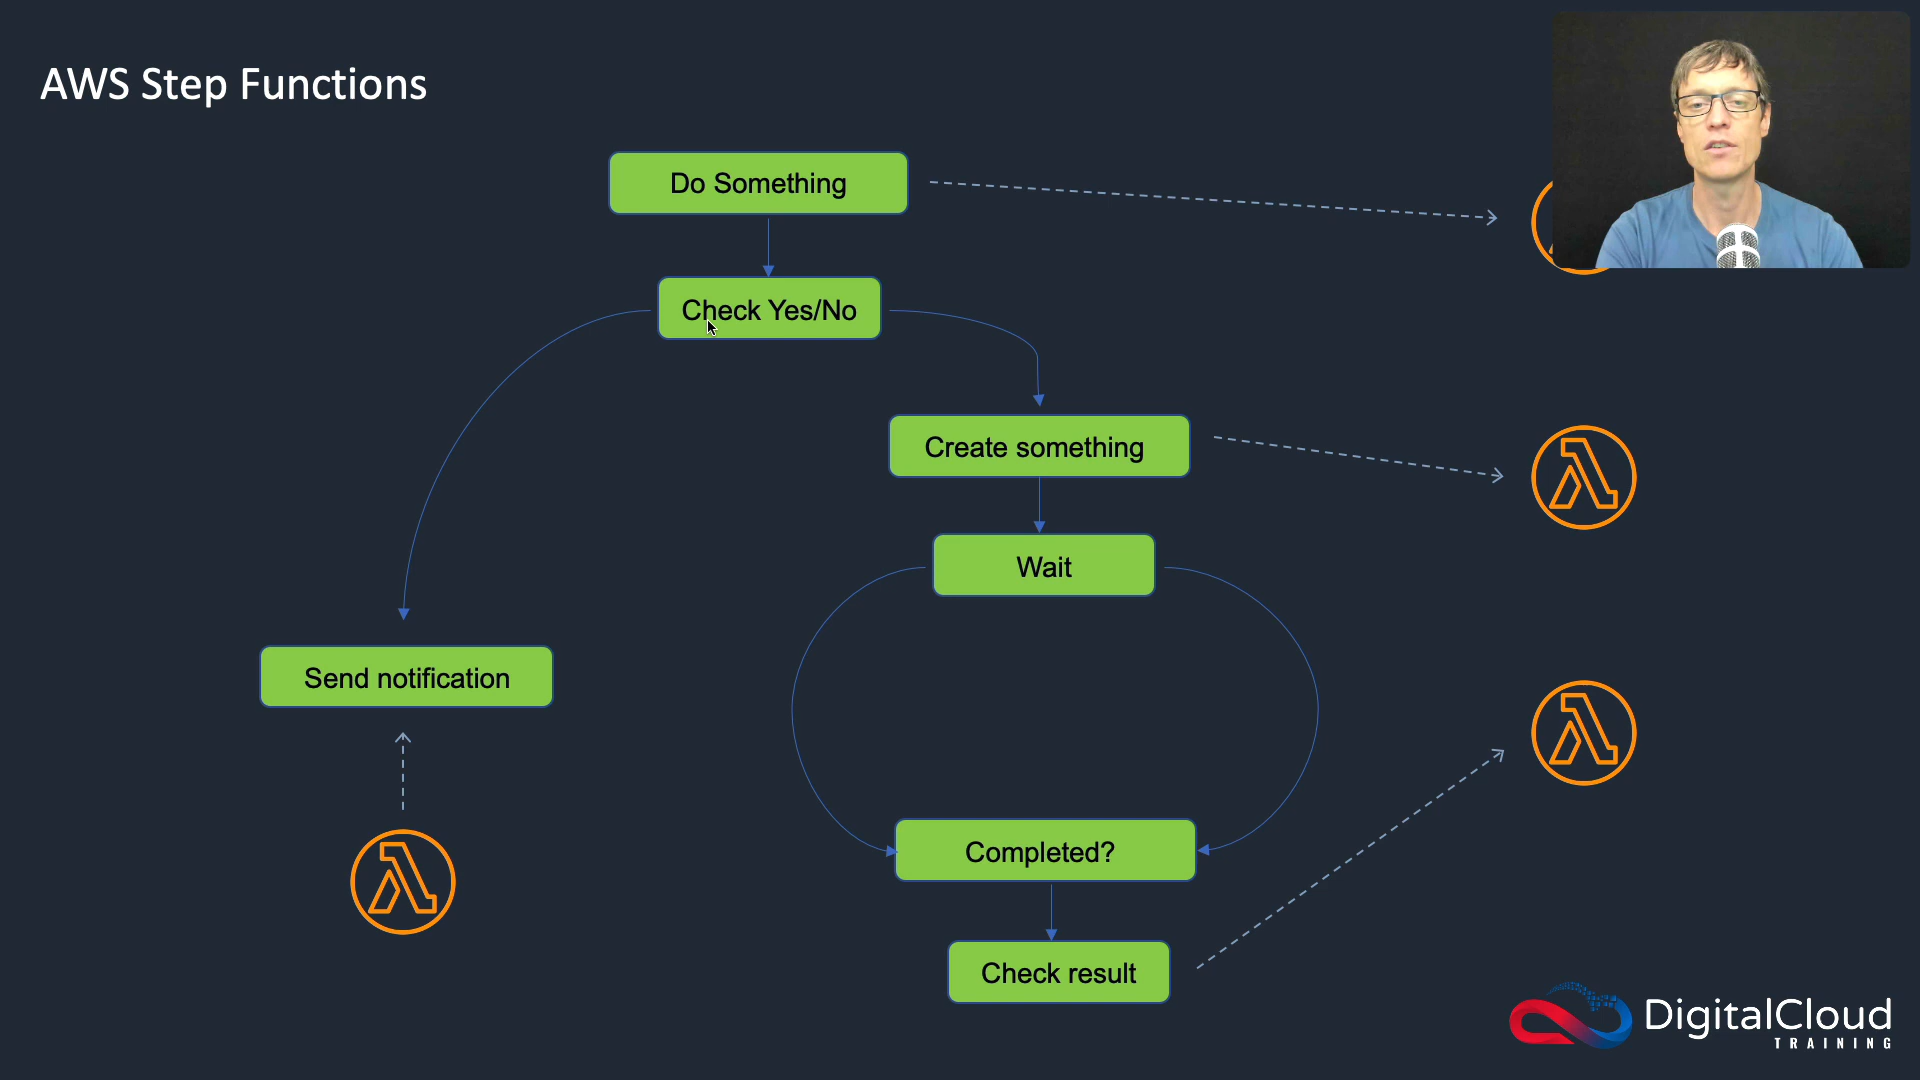 AWS Step Functions
Do Something
Check Yes/No
Create something
Wait
Send notification
Completed?
Check result
DigitalCloud
TRAINING